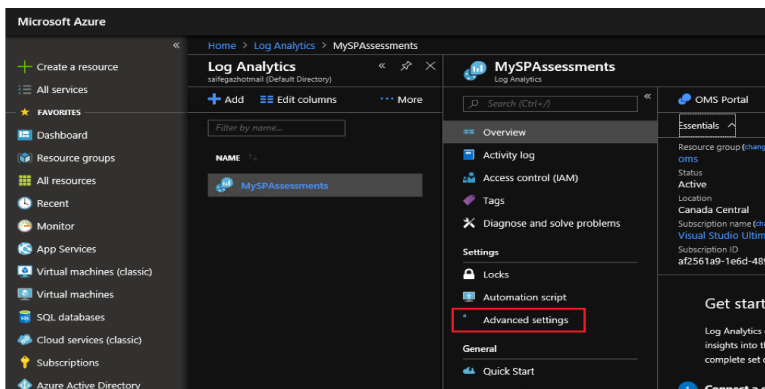 Microsoft Azure
«
Create a resource
All services
FAVORITES
Dashboard
Resource groups
All resources
Recent
Monitor
App Services
Virtual machines (classic)
Virtual machines
SQL databases
Cloud services (classic)
Subscriptions
Azure Active Directory
Home > Log Analytics > MySPAssessments
Log Analytics
saifegazhotmail (Default Directory)
Add Edit columns ··· More
Filter by name...
NAME
MySPAssessments
MySPAssessments
Log Analytics
Search (Ctrl+/)
Overview
Activity log
Access control (IAM)
Tags
Diagnose and solve problems
Settings
Locks
Automation script
Advanced settings
General
Quick Start
OMS Portal
Essentials
Resource group (chang
oms
Status
Active
Location
Canada Central
Subscription name (ch
Visual Studio Ultim
Subscription ID
af2561a9-1e6d-48
Get start
Log Analytics
insights into t
complete set
1 Connect a